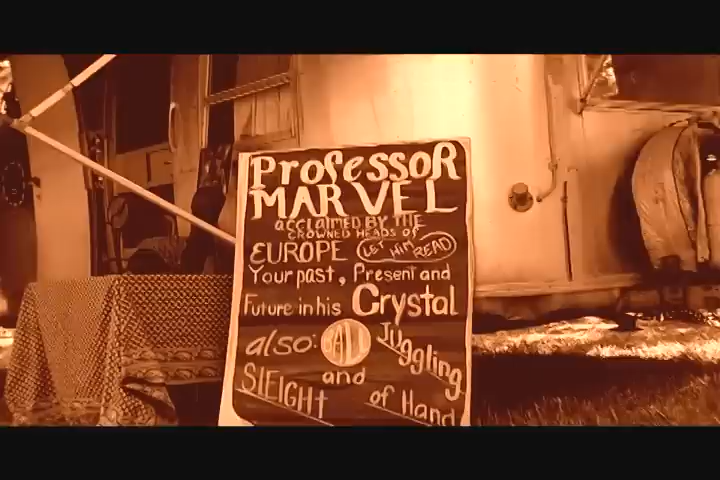 Professor
MARVEL
acclaimed BY THE
CROWNED HEADS OF
EUROPE LET HIM READ
Your past, Present and
Future in his Crystal
also: BALL Juggling
SlEIGHt and of Hand